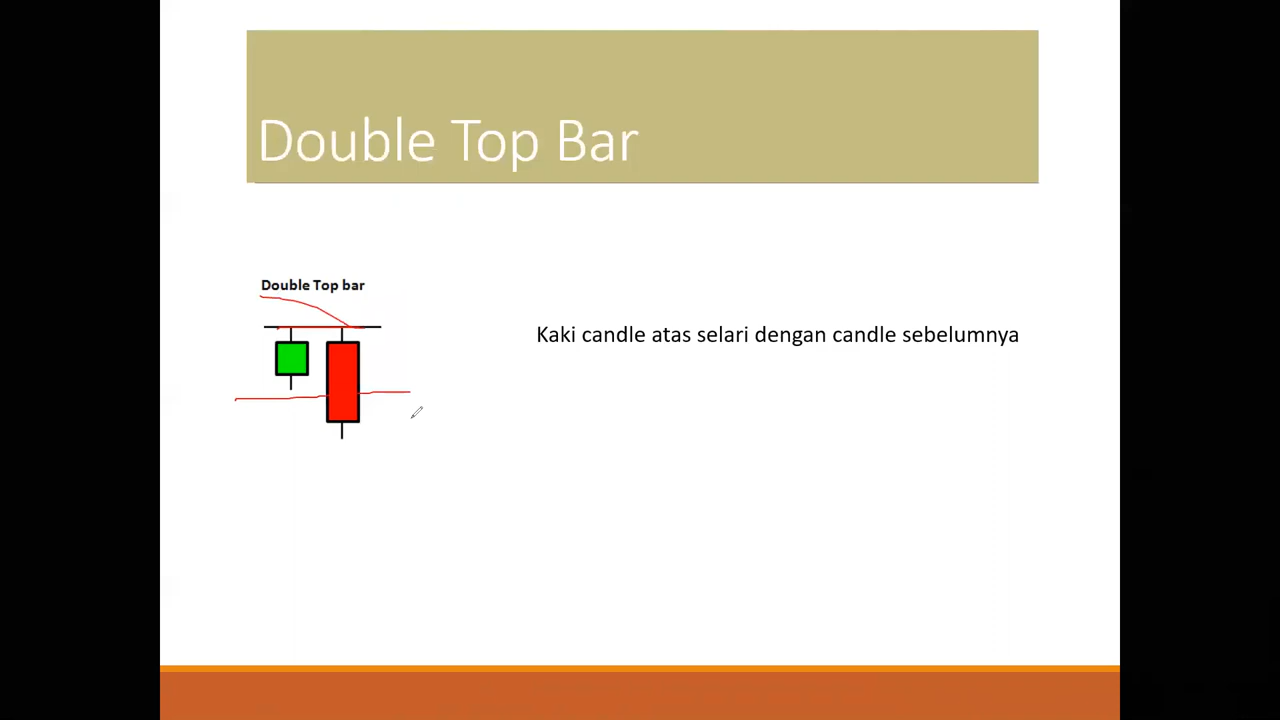 Double Top Bar
Double Top bar
Kaki candle atas selari dengan candle sebelumnya